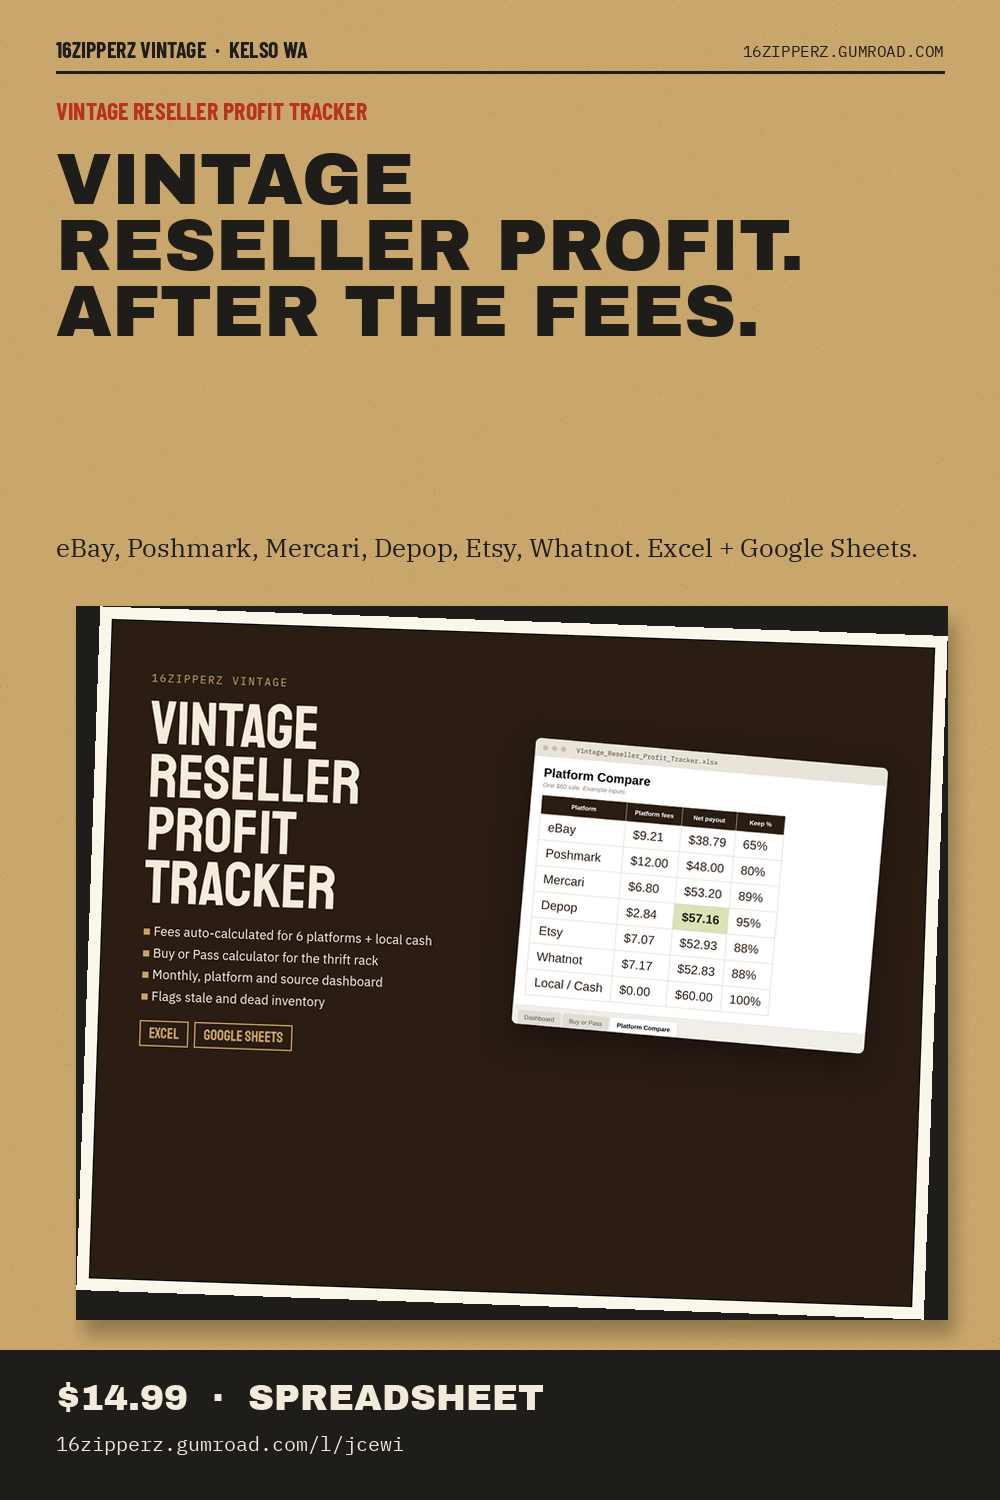 16ZIPPERZ VINTAGE · KELSO WA
16ZIPPERZ.GUMROAD.COM
VINTAGE RESELLER PROFIT TRACKER
VINTAGE
RESELLER PROFIT.
AFTER THE FEES.
eBay, Poshmark, Mercari, Depop, Etsy, Whatnot. Excel + Google Sheets.
16ZIPPERZ VINTAGE
VINTAGE
RESELLER
PROFIT
TRACKER
Fees auto-calculated for 6 platforms + local cash
Buy or Pass calculator for the thrift rack
Monthly, platform and source dashboard
Flags stale and dead inventory
EXCEL GOOGLE SHEETS
Vintage_Reseller_Profit_Tracker.xlsx
Platform Compare
One $60 sale. Example inputs.
Platform Platform fees Net payout Keep %
eBay $9.21 $38.79 65%
Poshmark $12.00 $48.00 80%
Mercari $6.80 $53.20 89%
Depop $2.84 $57.16 95%
Etsy $7.07 $52.93 88%
Whatnot $7.17 $52.83 88%
Local / Cash $0.00 $60.00 100%
Dashboard Buy or Pass Platform Compare
$14.99 · SPREADSHEET
16zipperz.gumroad.com/l/jcewi